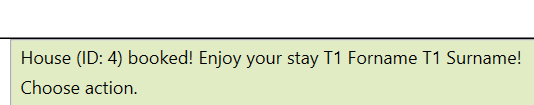 House (ID: 4) booked! Enjoy your stay T1 Forname T1 Surname!
Choose action.